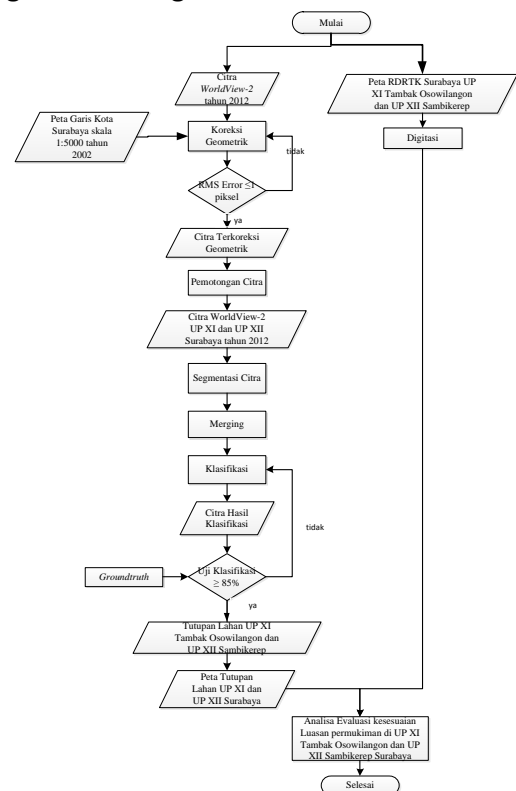 Mulai
Citra
WorldView-2
tahun 2012
Peta RDRTK Surabaya UP
XI Tambak Osowilangon
dan UP XII Sambikerep
Peta Garis Kota
Surabaya skala
1:5000 tahun
2002
Koreksi
Geometrik
Digitasi
tidak
RMS Error ≤1
piksel
ya
Citra Terkoreksi
Geometrik
Pemotongan Citra
Citra WorldView-2
UP XI dan UP XII
Surabaya tahun 2012
Segmentasi Citra
Merging
Klasifikasi
Citra Hasil
Klasifikasi
tidak
Groundtruth
Uji Klasifikasi
≥ 85%
ya
Tutupan Lahan UP XI
Tambak Osowilangon dan
UP XII Sambikerep
Peta Tutupan
Lahan UP XI dan
UP XII Surabaya
Analisa Evaluasi kesesuaian
Luasan permukiman di UP XI
Tambak Osowilangon dan UP
XII Sambikerep Surabaya
Selesai